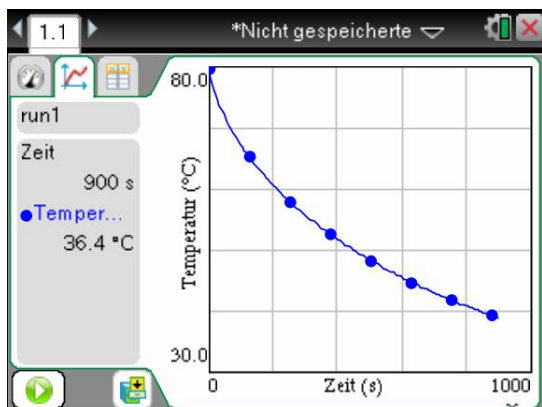 1.1
*Nicht gespeicherte
run1
Zeit
900 s
Temper...
36.4 °C
80.0
Temperatur (°C)
30.0
0
Zeit (s)
1000